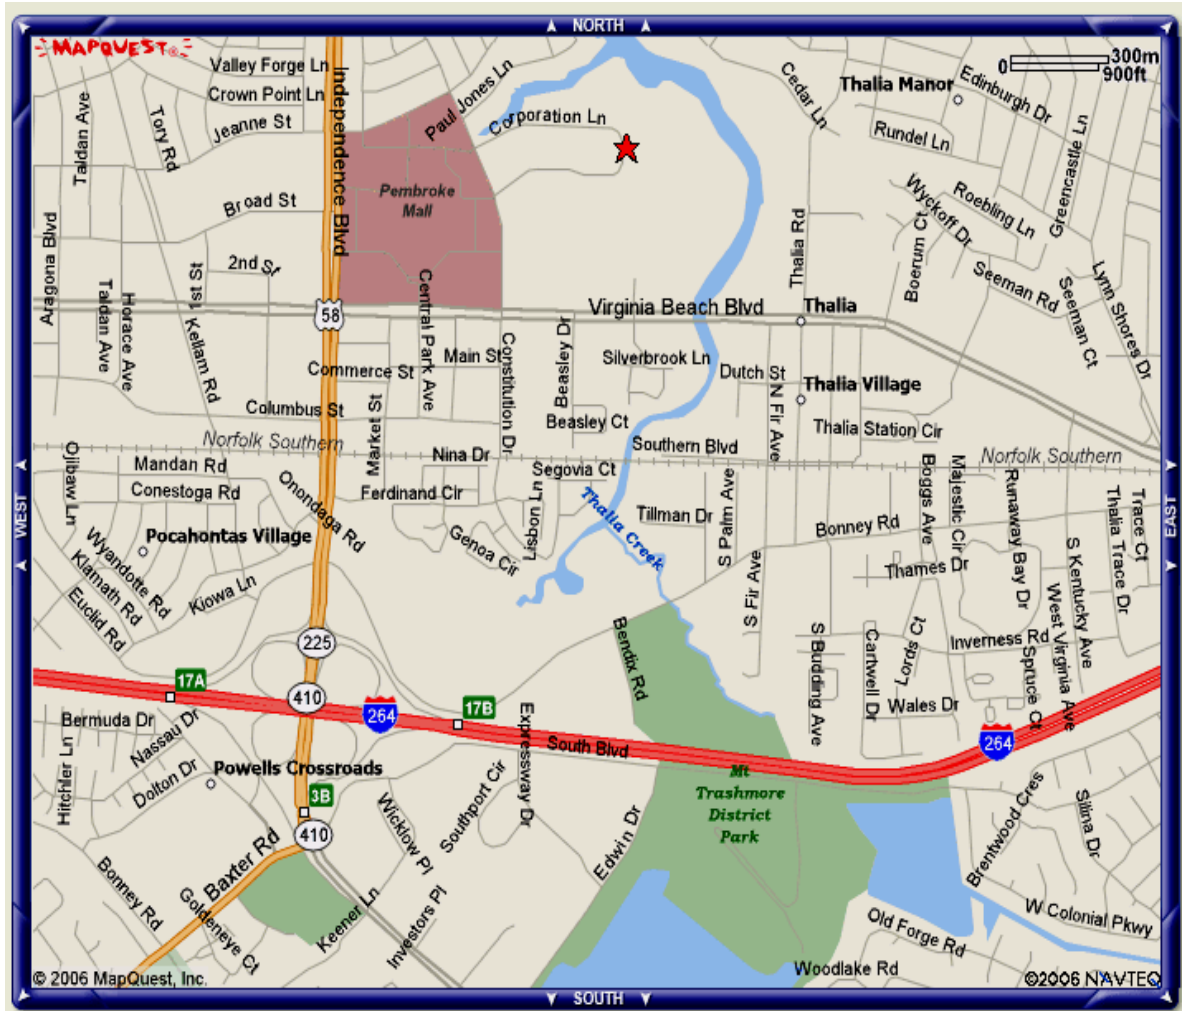 NORTH
MAPQUEST
Valley Forge Ln
Crown Point Ln
Jeanne St
Taldan Ave
Tory Rd
Independence Blvd
Paul Jones Ln
Corporation Ln
Cedar Ln
Thalia Manor
Edinburgh Dr
0
300m
900ft
Rundel Ln
Greencastle Ln
Pembroke
Mall
Broad St
Aragona Blvd
2nd St
1st St
Thalia Rd
Wyckoff Dr
Roebling Ln
Boerum Ct
Seeman Rd
Seeman Ct
Lynn Shores Dr
Taldan Ave
Horace Ave
Kellam Rd
58
Central Park Ave
Virginia Beach Blvd
Thalia
Main St
Commerce St
Constitution Dr
Beasley Dr
Silverbrook Ln
Dutch St
Thalia Village
Columbus St
Market St
Beasley Ct
N Fir Ave
Thalia Station Cir
Norfolk Southern
Nina Dr
Southern Blvd
Norfolk Southern
Ojibwa Ln
Mandan Rd
Conestoga Rd
Onondaga Rd
Ferdinand Cir
Segovia Ct
Lisbon Ln
Genoa Cir
Thalia Creek
Tillman Dr
S Palm Ave
Bonney Rd
Boggs Ave
Majestic Cir
Runaway Bay Dr
Trace Ct
Thalia Trace Dr
WEST
EAST
Pocahontas Village
Wyandotte Rd
Klamath Rd
Euclid Rd
Kiowa Ln
S Fir Ave
Thames Dr
S Kentucky Ave
West Virginia Ave
225
Bendix Rd
S Budding Ave
Cartwell Dr
Lords Ct
Inverness Rd
Spruce Ct
Wales Dr
17A
410
264
17B
264
Bermuda Dr
Nassau Dr
Hitchler Ln
Dolton Dr
Powells Crossroads
Expressway Dr
South Blvd
Southport Cir
Wicklow Pl
3B
410
Mt
Trashmore
District
Park
Edwin Dr
Brentwood Cres
Silina Dr
Baxter Rd
Bonney Rd
Goldeneye Ct
Keener Ln
Investors Pl
W Colonial Pkwy
Old Forge Rd
Woodlake Rd
© 2006 MapQuest, Inc.
©2006 NAVTEQ
SOUTH